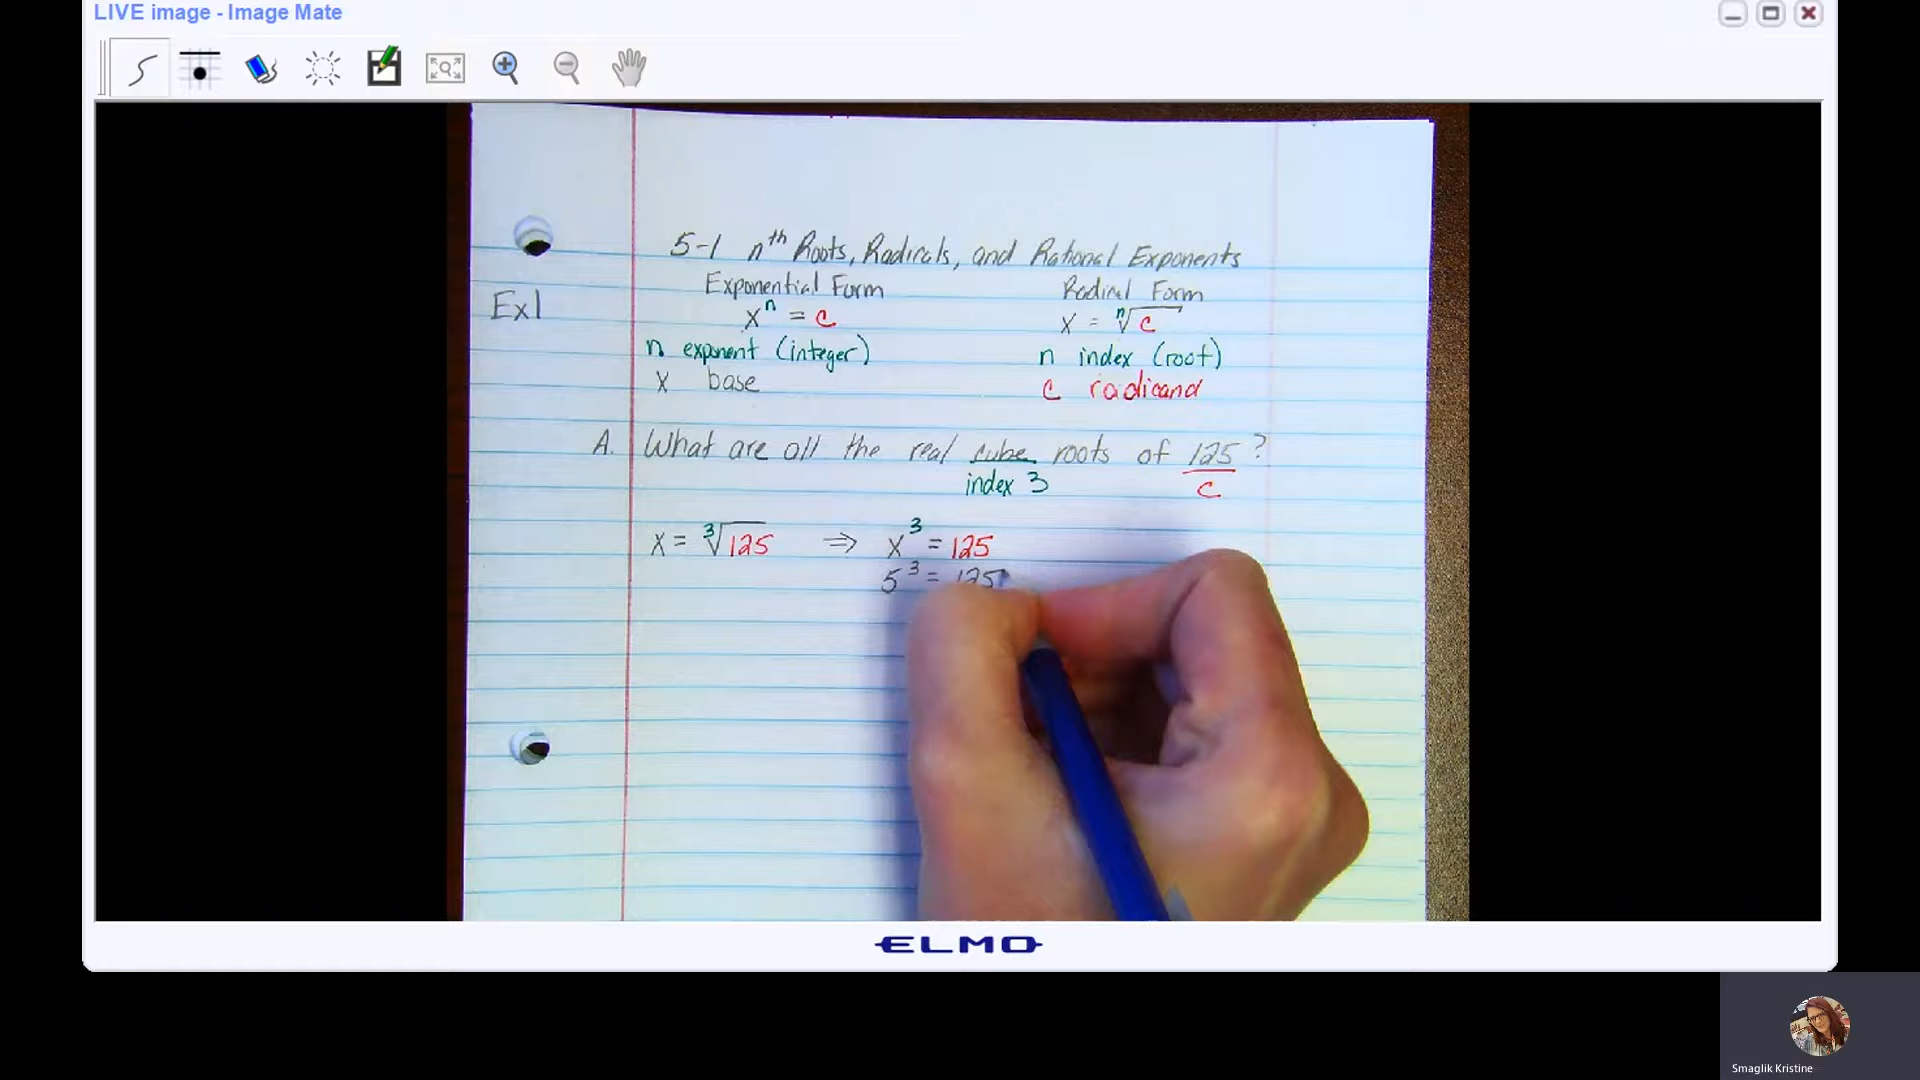 LIVE image - Image Mate
5-1 nth Roots, Radicals, and Rational Exponents
Exponential Form Radical Form
Ex1
xⁿ = c x = ⁿ√c
n exponent (integer) n index (root)
x base c radicand
A. What are all the real cube roots of 125?
index 3 c
x = ³√125 ⇒ x³ = 125
5³ = 125
ELMO
Smaglik Kristine